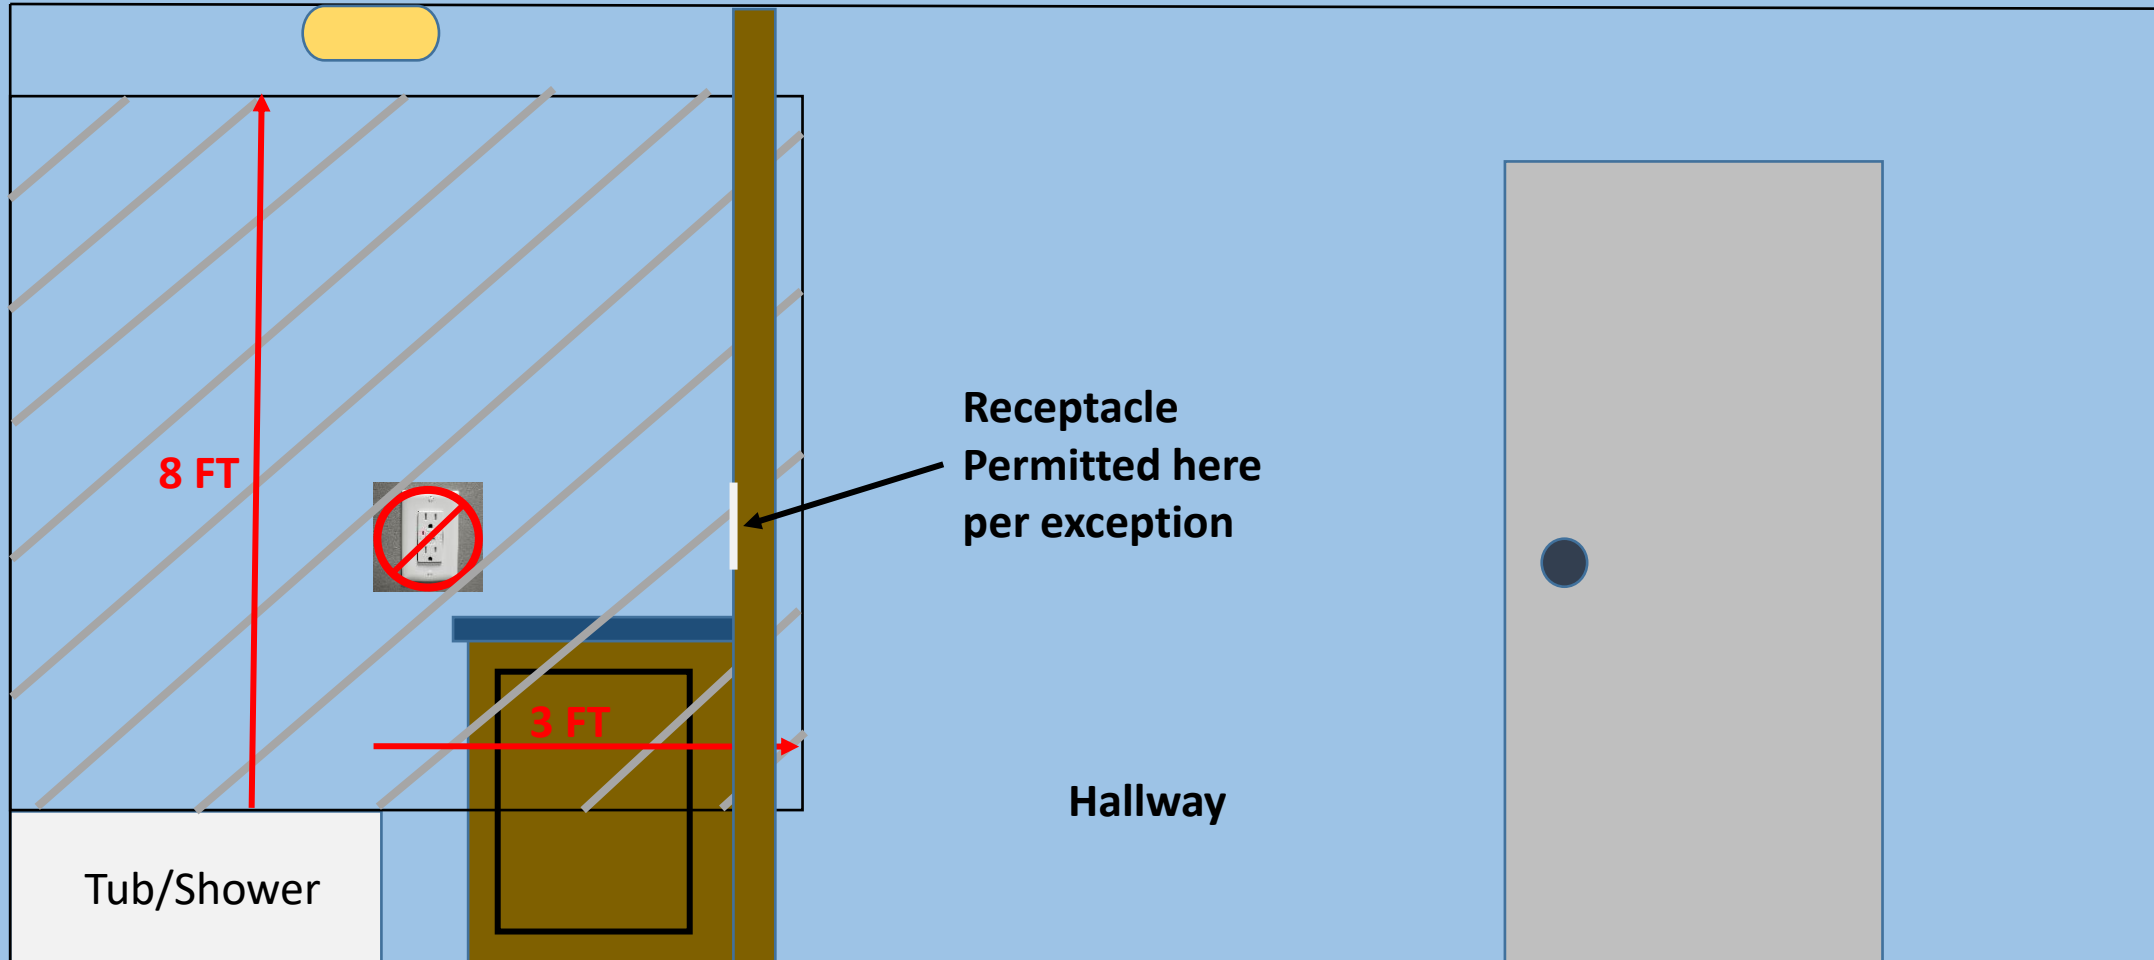 8 FT
Receptacle
Permitted here
per exception
3 FT
Hallway
Tub/Shower